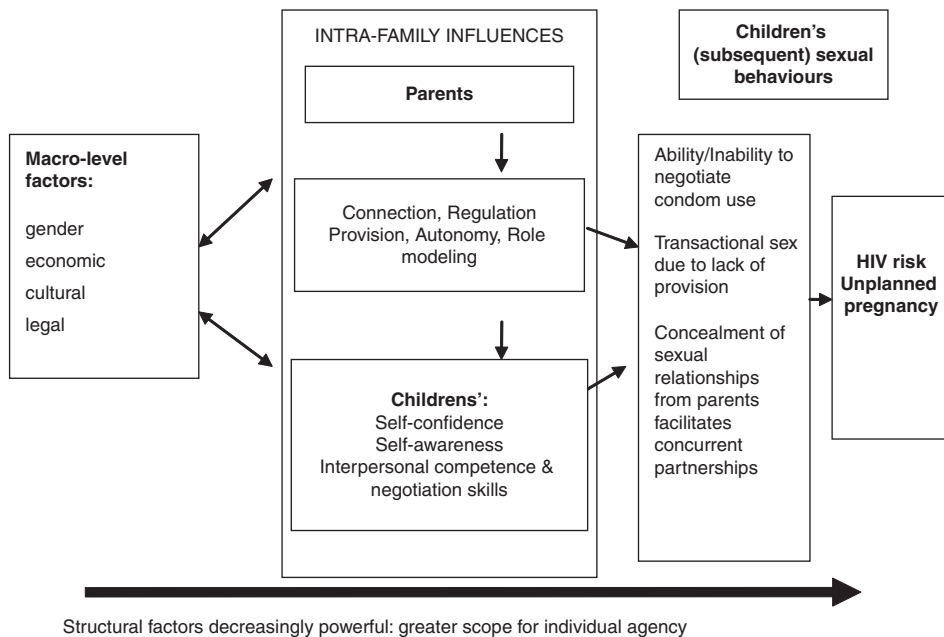 INTRA-FAMILY INFLUENCES
Parents
Children's
(subsequent) sexual
behaviours
Macro-level
factors:
gender
economic
cultural
legal
Connection, Regulation
Provision, Autonomy, Role
modeling
Childrens':
Self-confidence
Self-awareness
Interpersonal competence &
negotiation skills
Ability/Inability to
negotiate
condom use
Transactional sex
due to lack of
provision
Concealment of
sexual
relationships
from parents
facilitates
concurrent
partnerships
HIV risk
Unplanned
pregnancy
Structural factors decreasingly powerful: greater scope for individual agency